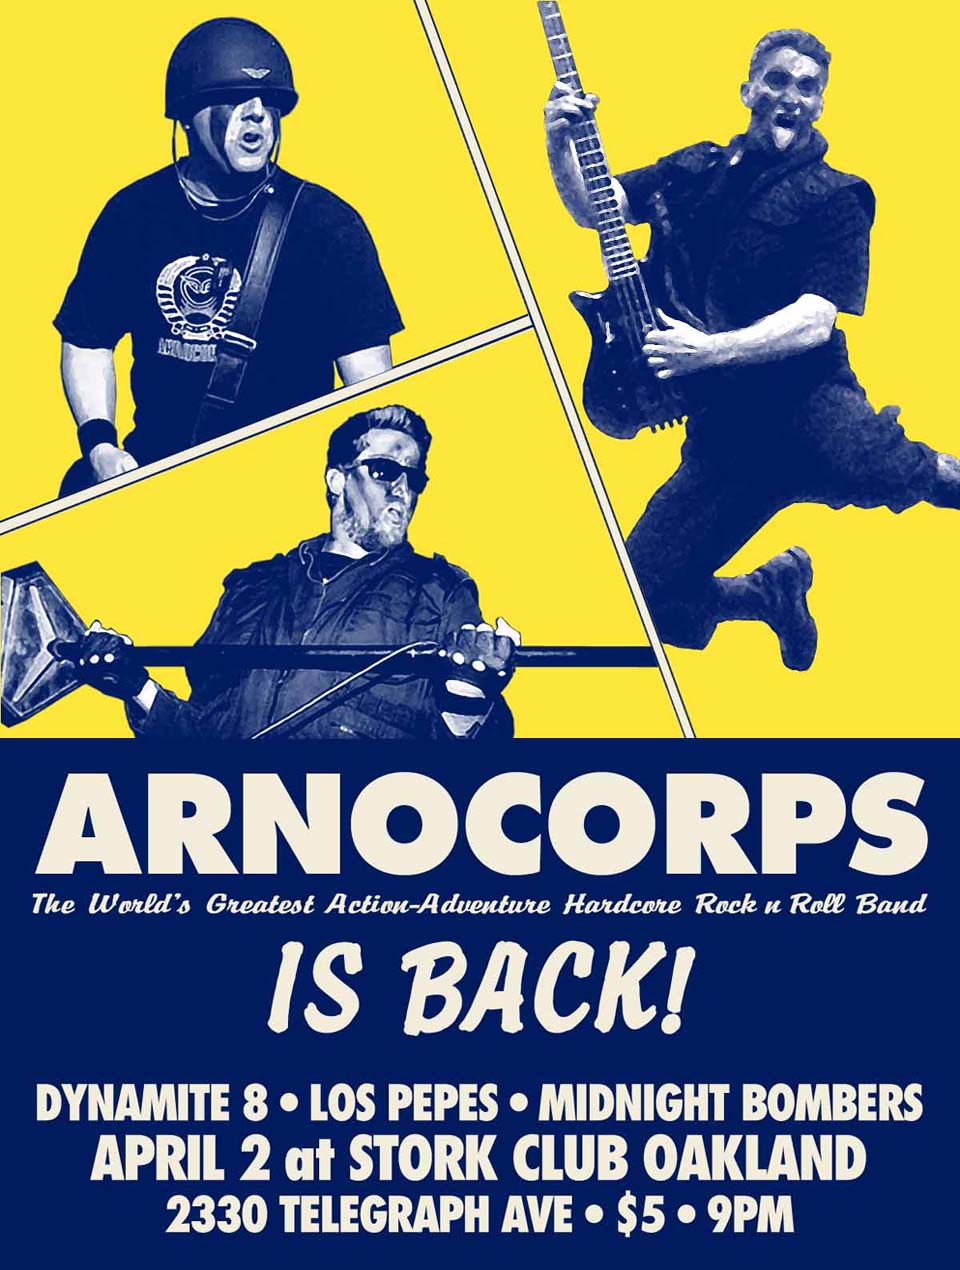 ARNOCORPS
The World's Greatest Action-Adventure Hardcore Rock n Roll Band
IS BACK!
DYNAMITE 8 • LOS PEPES • MIDNIGHT BOMBERS
APRIL 2 at STORK CLUB OAKLAND
2330 TELEGRAPH AVE • $5 • 9PM